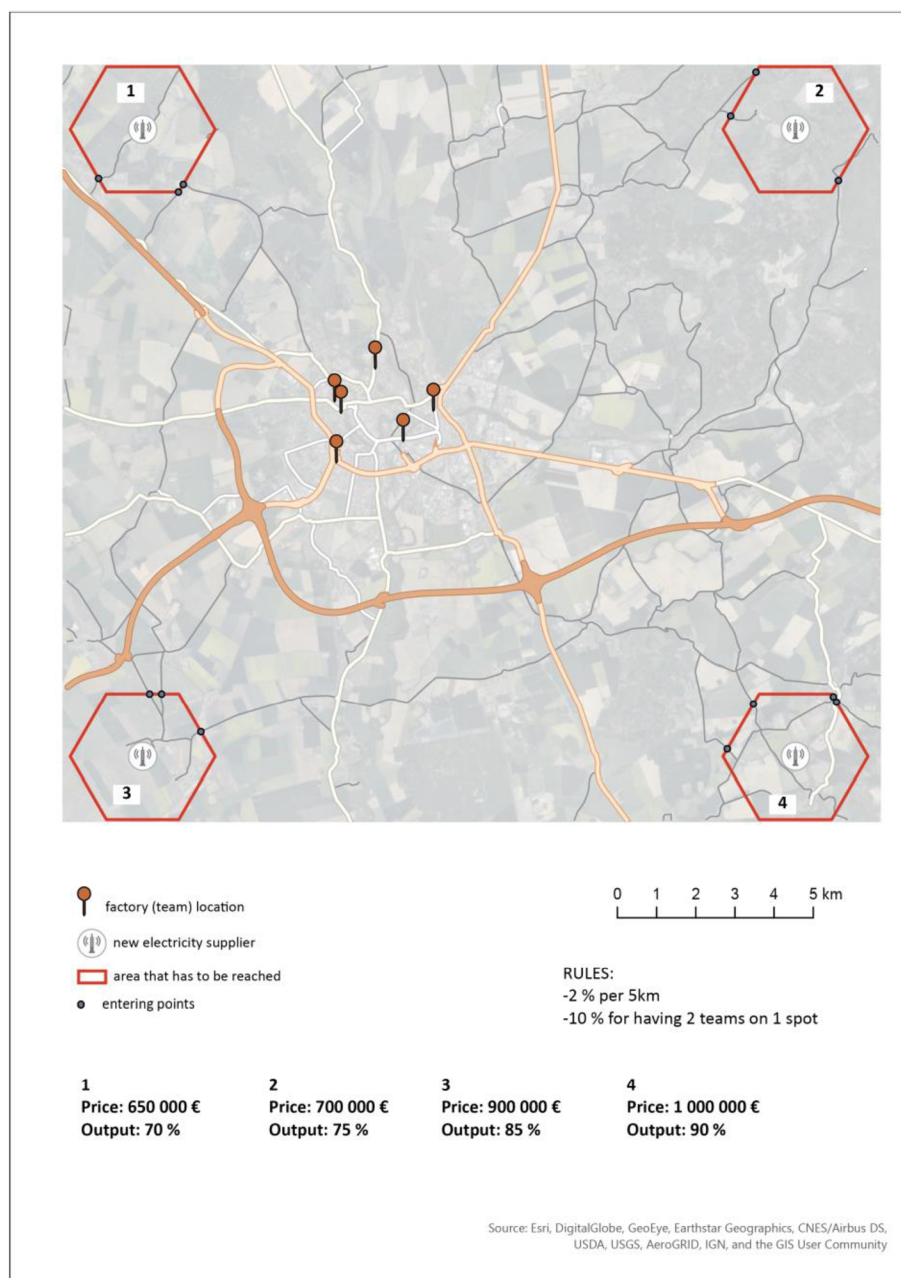 1
2
3
4
factory (team) location
new electricity supplier
area that has to be reached
entering points
0 1 2 3 4 5 km
RULES:
-2 % per 5km
-10 % for having 2 teams on 1 spot
1
Price: 650 000 €
Output: 70 %
2
Price: 700 000 €
Output: 75 %
3
Price: 900 000 €
Output: 85 %
4
Price: 1 000 000 €
Output: 90 %
Source: Esri, DigitalGlobe, GeoEye, Earthstar Geographics, CNES/Airbus DS,
USDA, USGS, AeroGRID, IGN, and the GIS User Community